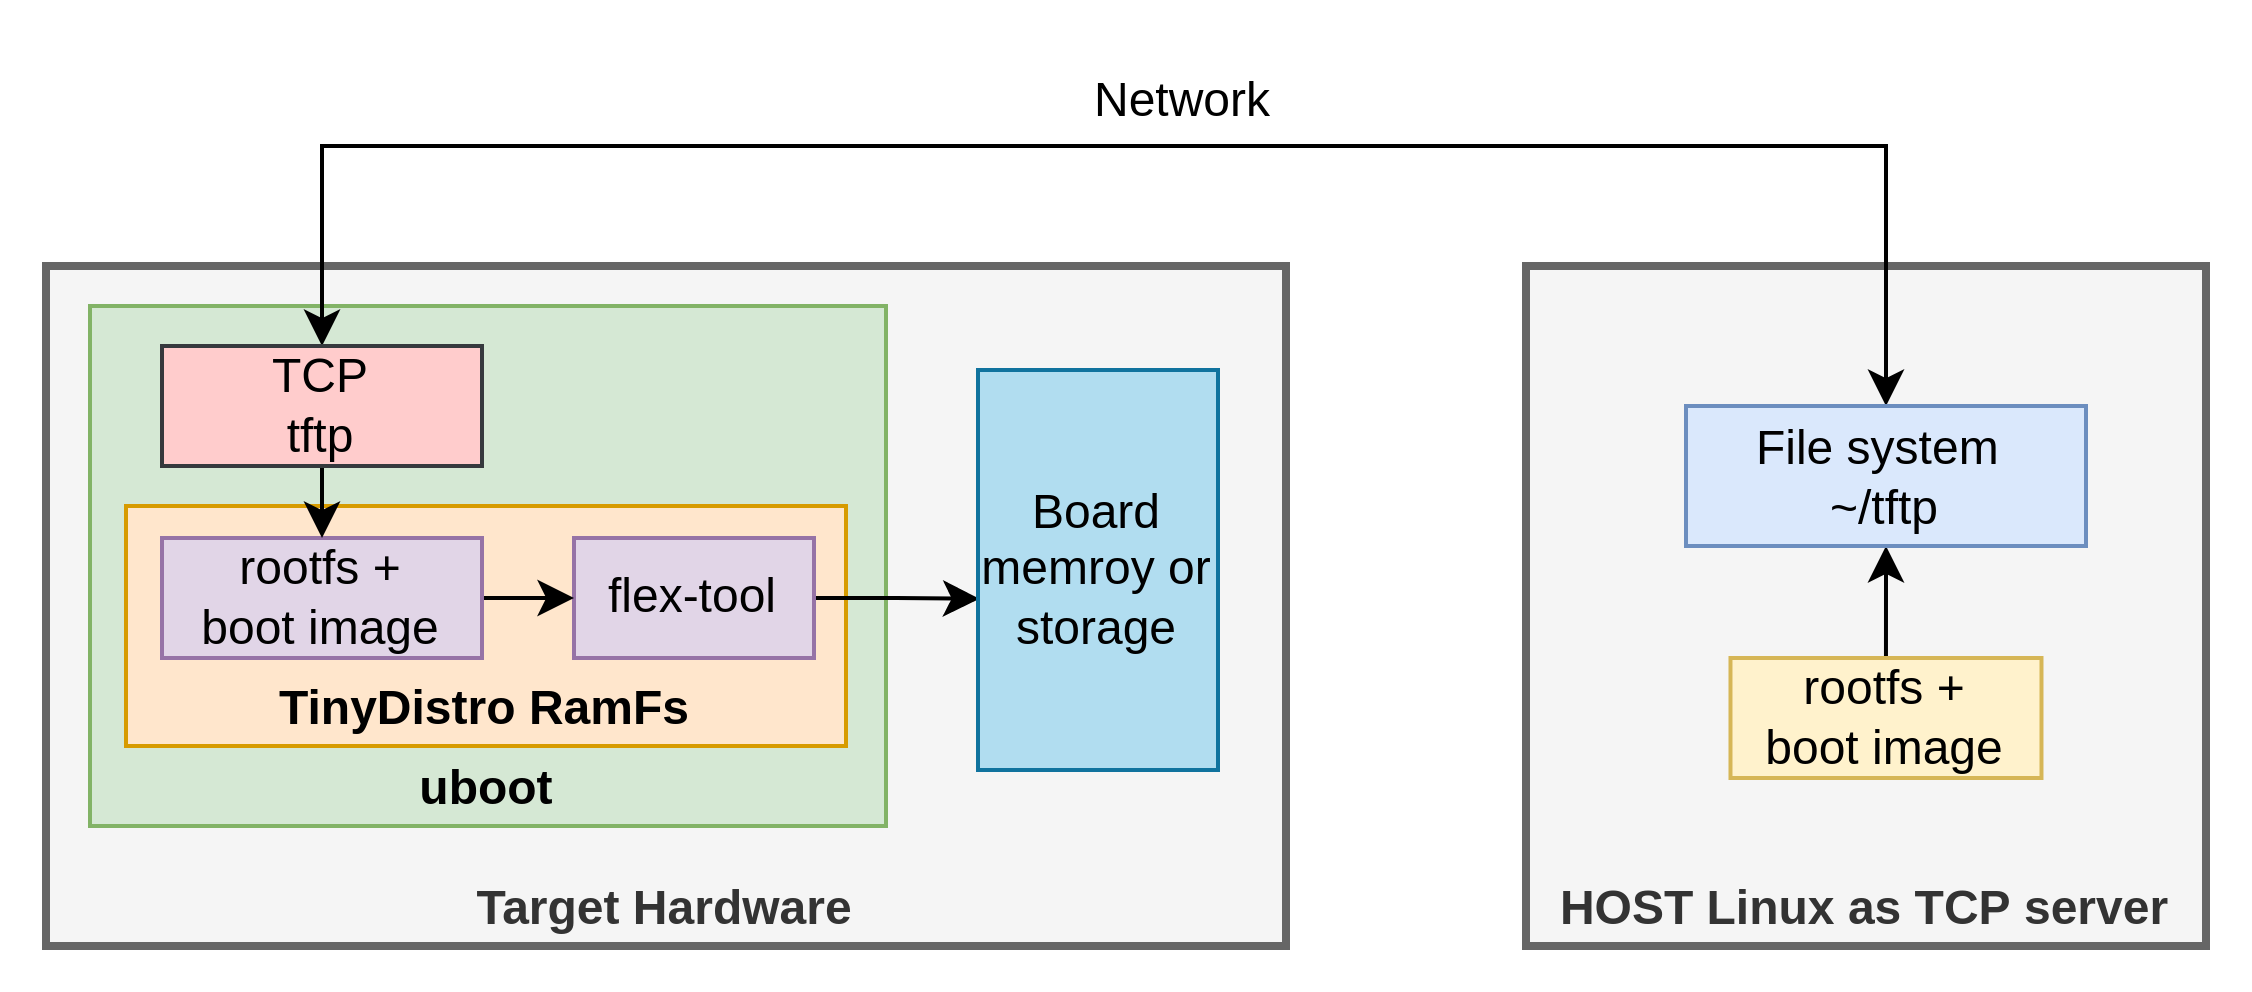 Network
TCP
tftp
rootfs +
boot image
flex-tool
TinyDistro RamFs
uboot
Board
memroy or
storage
Target Hardware
File system
~/tftp
rootfs +
boot image
HOST Linux as TCP server